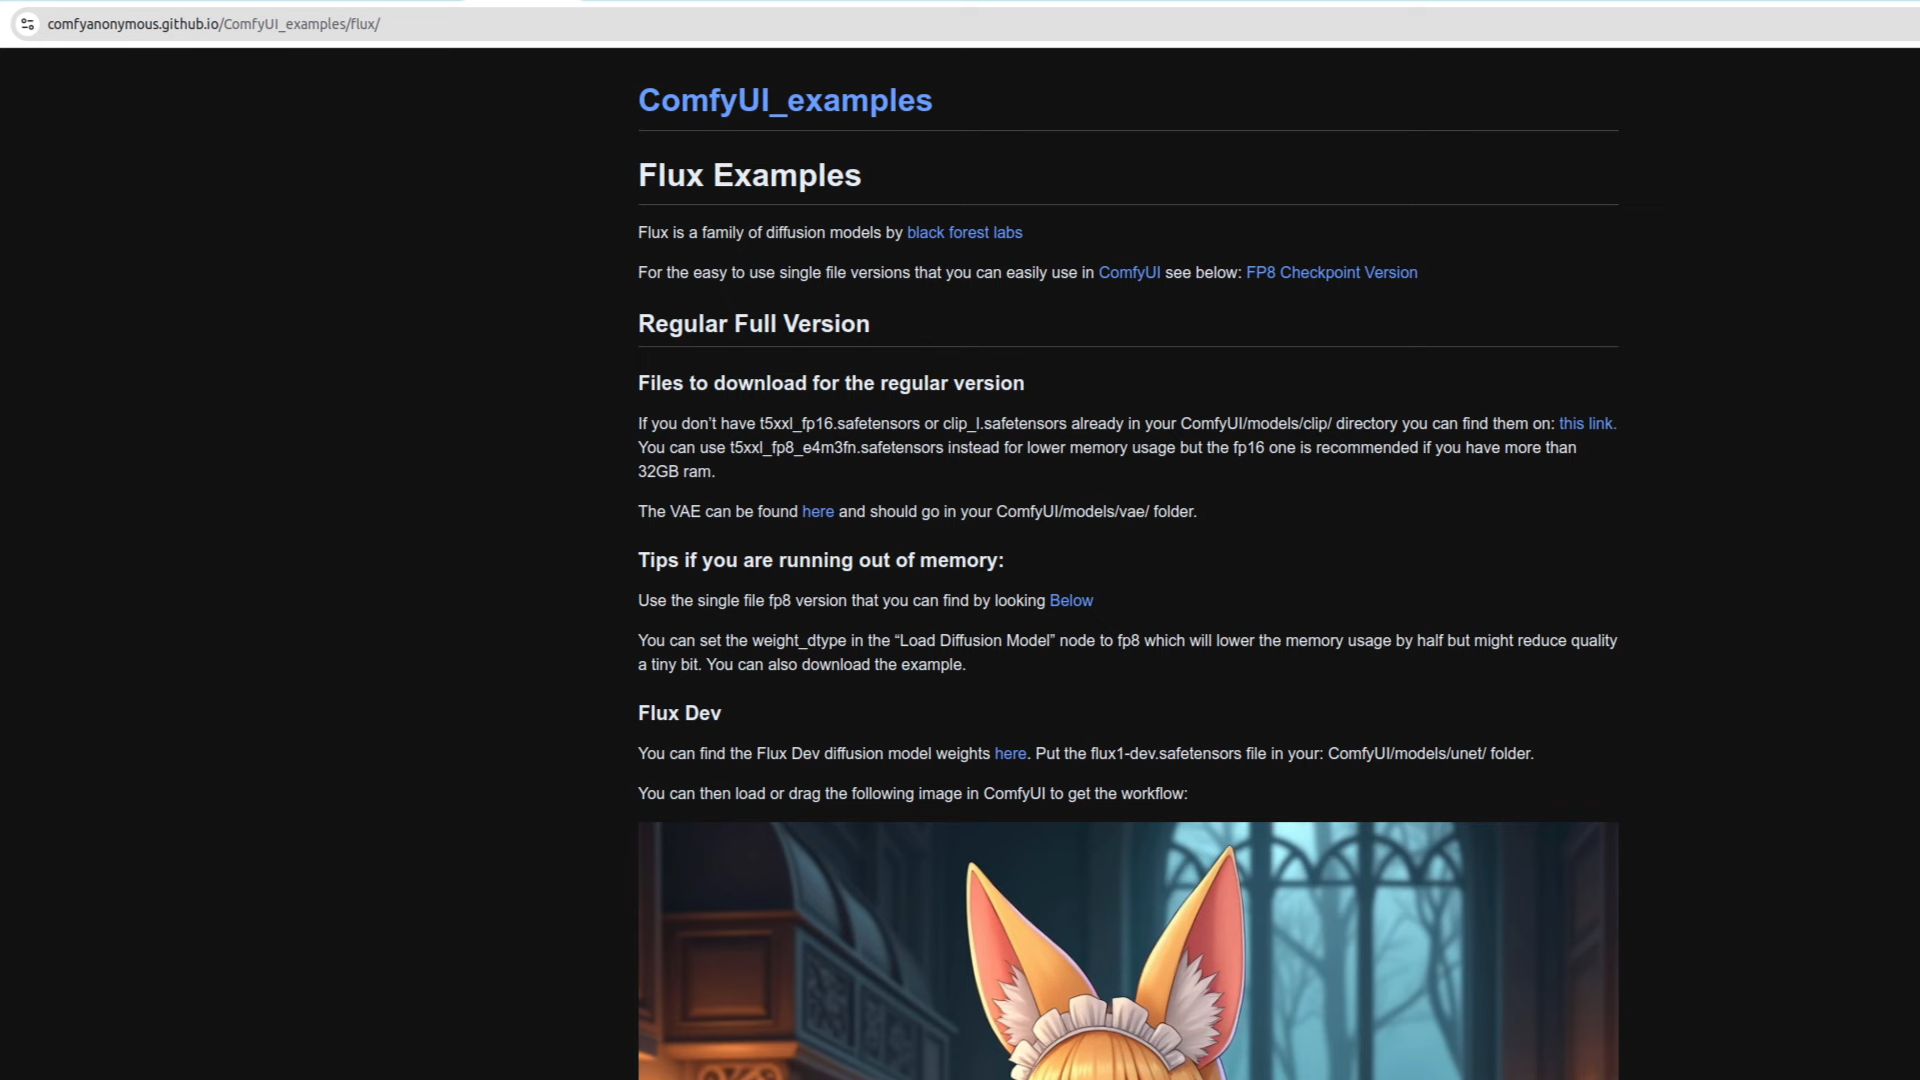 comfyanonymous.github.io/ComfyUI_examples/flux/
ComfyUI_examples
Flux Examples
Flux is a family of diffusion models by black forest labs
For the easy to use single file versions that you can easily use in ComfyUI see below: FP8 Checkpoint Version
Regular Full Version
Files to download for the regular version
If you don’t have t5xxl_fp16.safetensors or clip_l.safetensors already in your ComfyUI/models/clip/ directory you can find them on: this link.
You can use t5xxl_fp8_e4m3fn.safetensors instead for lower memory usage but the fp16 one is recommended if you have more than
32GB ram.
The VAE can be found here and should go in your ComfyUI/models/vae/ folder.
Tips if you are running out of memory:
Use the single file fp8 version that you can find by looking Below
You can set the weight_dtype in the “Load Diffusion Model” node to fp8 which will lower the memory usage by half but might reduce quality
a tiny bit. You can also download the example.
Flux Dev
You can find the Flux Dev diffusion model weights here. Put the flux1-dev.safetensors file in your: ComfyUI/models/unet/ folder.
You can then load or drag the following image in ComfyUI to get the workflow: